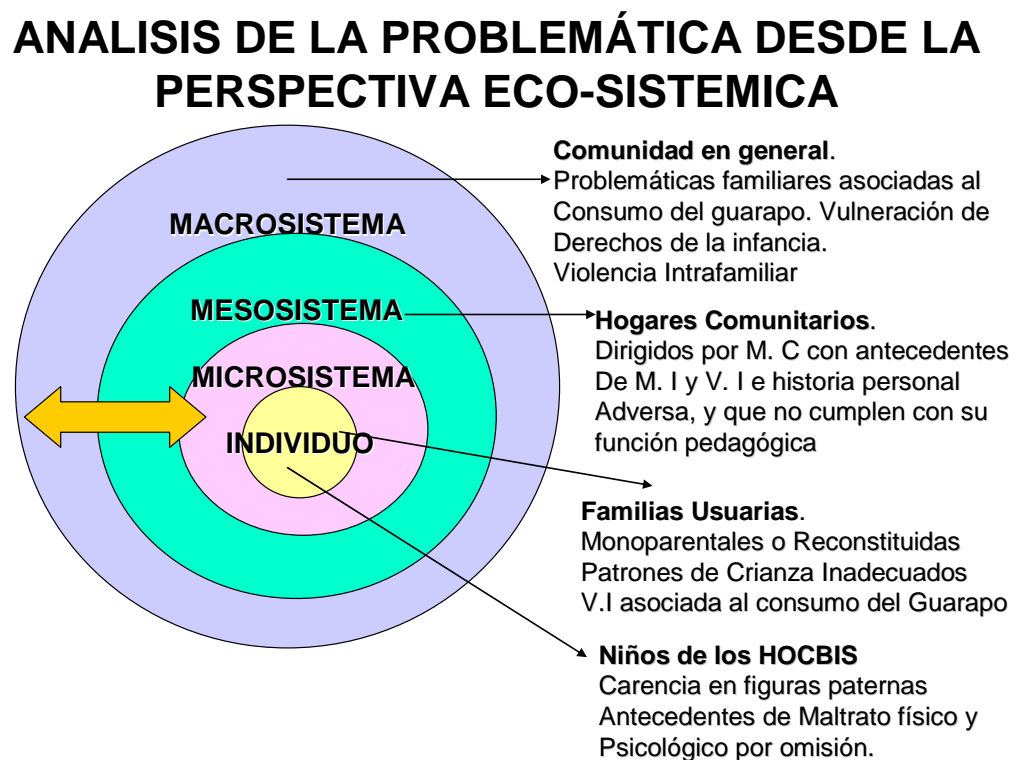 ANALISIS DE LA PROBLEMÁTICA DESDE LA
PERSPECTIVA ECO-SISTEMICA
MACROSISTEMA
MESOSISTEMA
MICROSISTEMA
INDIVIDUO
Comunidad en general.
Problemáticas familiares asociadas al
Consumo del guarapo. Vulneración de
Derechos de la infancia.
Violencia Intrafamiliar
Hogares Comunitarios.
Dirigidos por M. C con antecedentes
De M. I y V. I e historia personal
Adversa, y que no cumplen con su
función pedagógica
Familias Usuarias.
Monoparentales o Reconstituidas
Patrones de Crianza Inadecuados
V.I asociada al consumo del Guarapo
Niños de los HOCBIS
Carencia en figuras paternas
Antecedentes de Maltrato físico y
Psicológico por omisión.